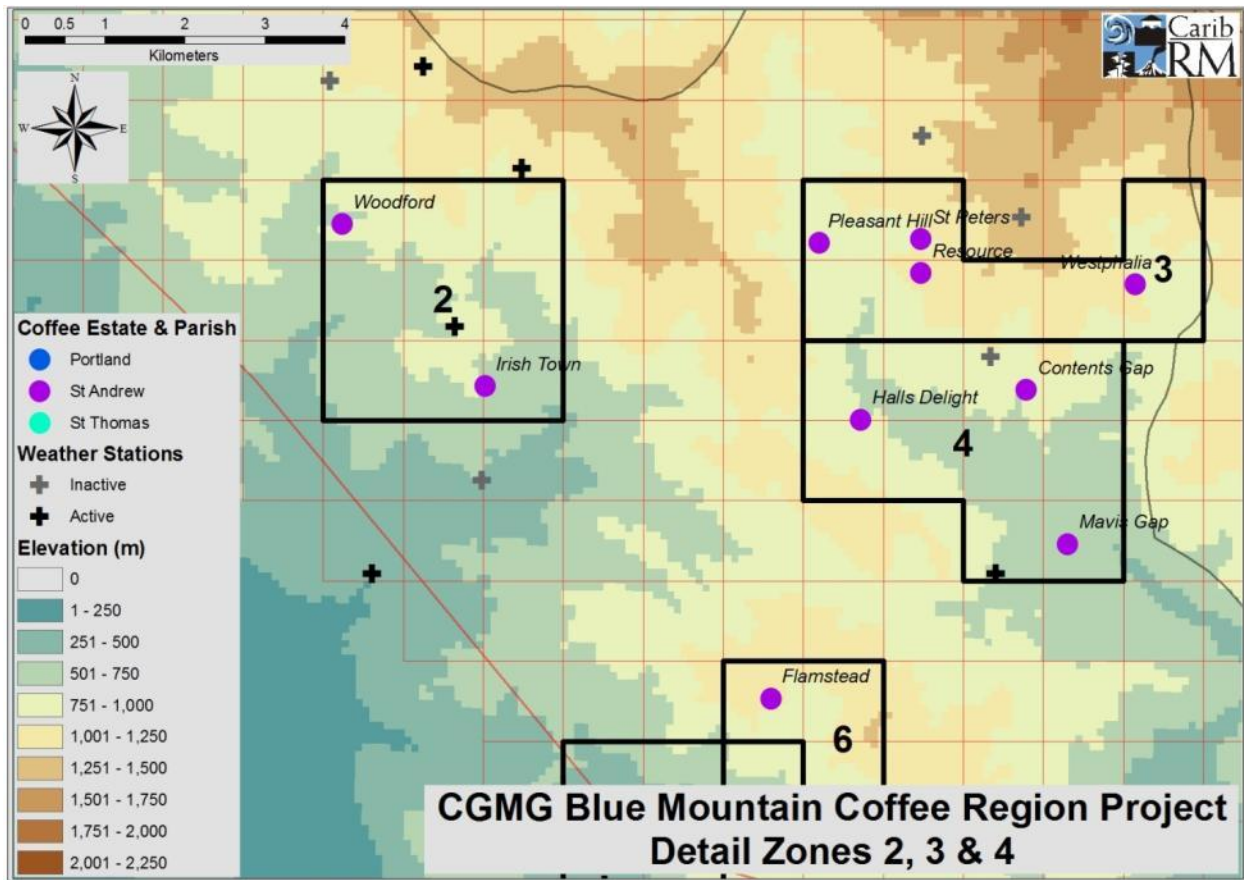 0 0.5 1 2 3 4
Kilometers
Carib
RM
N
W E
S
Woodford
Pleasant Hill
St Peters
Resource
Westphalia
3
2
Irish Town
Contents Gap
Halls Delight
4
Mavis Gap
Flamstead
6
Coffee Estate & Parish
Portland
St Andrew
St Thomas
Weather Stations
Inactive
Active
Elevation (m)
0
1 - 250
251 - 500
501 - 750
751 - 1,000
1,001 - 1,250
1,251 - 1,500
1,501 - 1,750
1,751 - 2,000
2,001 - 2,250
CGMG Blue Mountain Coffee Region Project
Detail Zones 2, 3 & 4